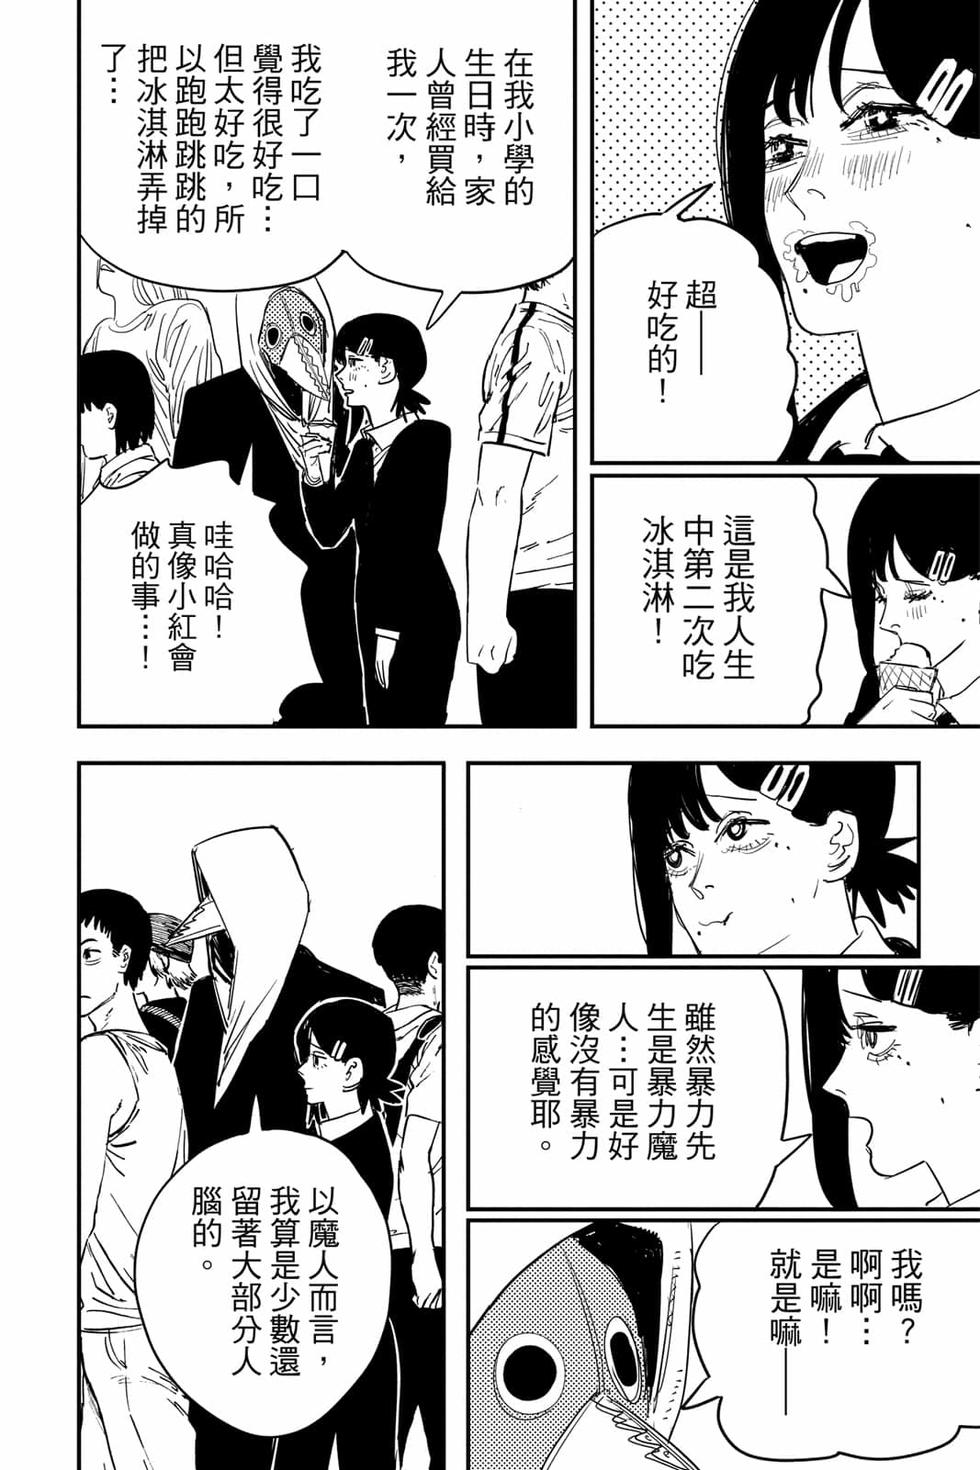 超——
好吃的！
這是我人生
中第二次吃
冰淇淋！
在我小學的
生日時，家
人曾經買給
我一次，
我吃了一口
覺得很好吃…
但太好吃，所
以跑跑跳跳的
把冰淇淋弄掉
了…
哇哈哈！
真像小紅會
做的事…！
雖然暴力先
生是暴力魔
人…可是好
像沒有暴力
的感覺耶。
我嗎？
啊啊…
是嘛！
就是嘛——
以魔人而言，
我算是少數還
留著大部分人
腦的。